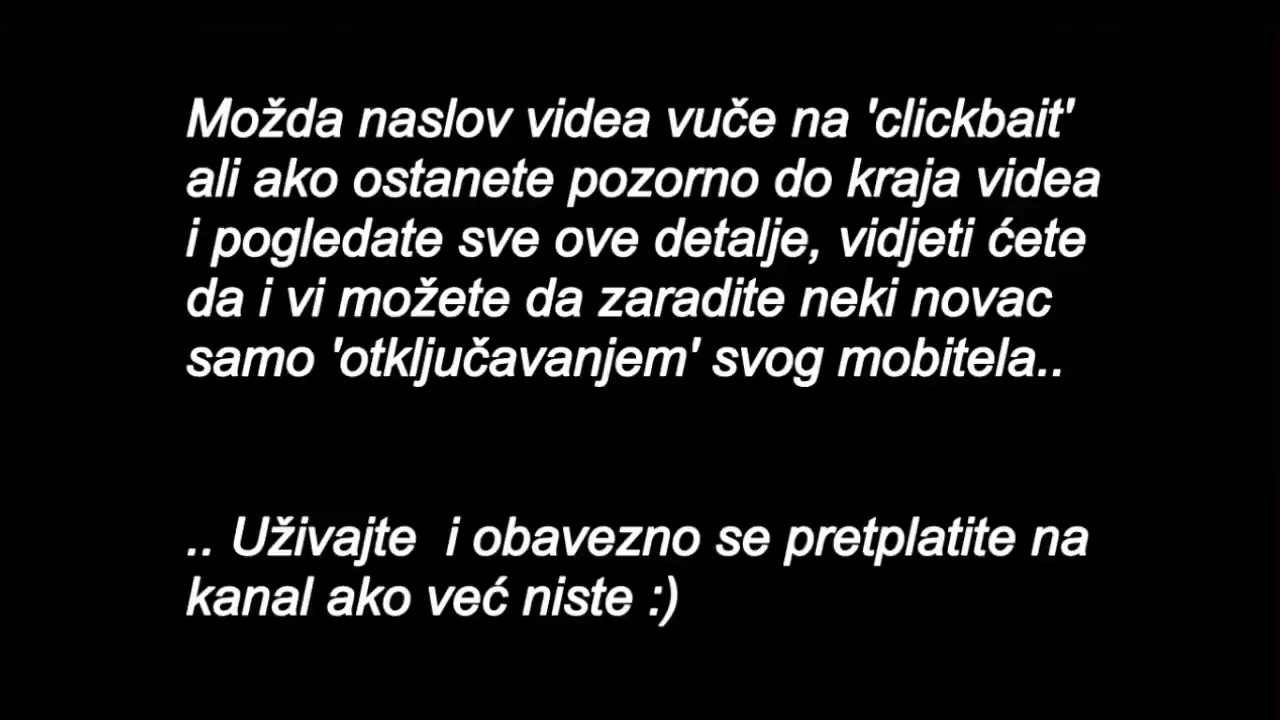 Možda naslov videa vuče na 'clickbait'
ali ako ostanete pozorno do kraja videa
i pogledate sve ove detalje, vidjeti ćete
da i vi možete da zaradite neki novac
samo 'otključavanjem' svog mobitela..
.. Uživajte  i obavezno se pretplatite na
kanal ako već niste :)